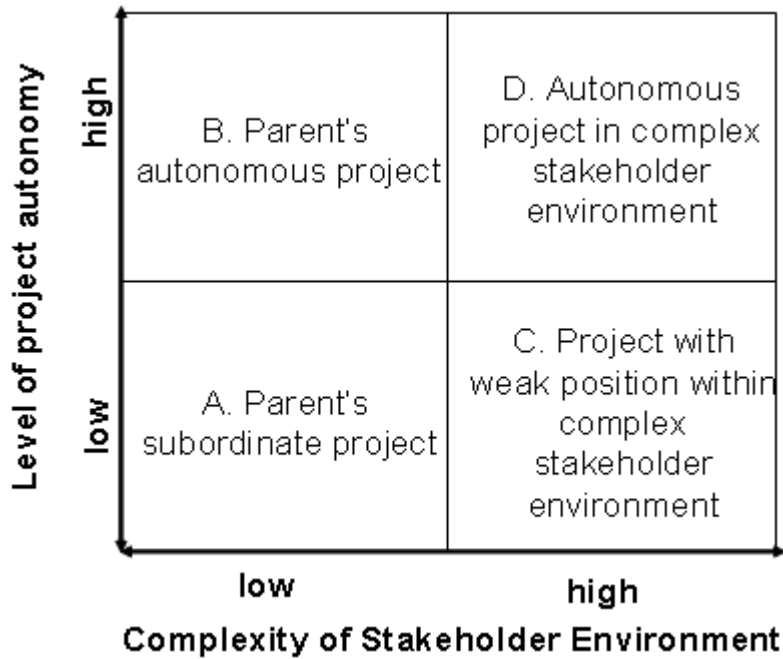 Level of project autonomy
high
low
B. Parent's
autonomous project
D. Autonomous
project in complex
stakeholder
environment
A. Parent's
subordinate project
C. Project with
weak position within
complex
stakeholder
environment
low
high
Complexity of Stakeholder Environment